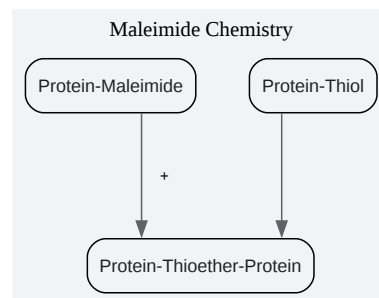 Maleimide Chemistry
Protein-Maleimide
Protein-Thiol
+
Protein-Thioether-Protein